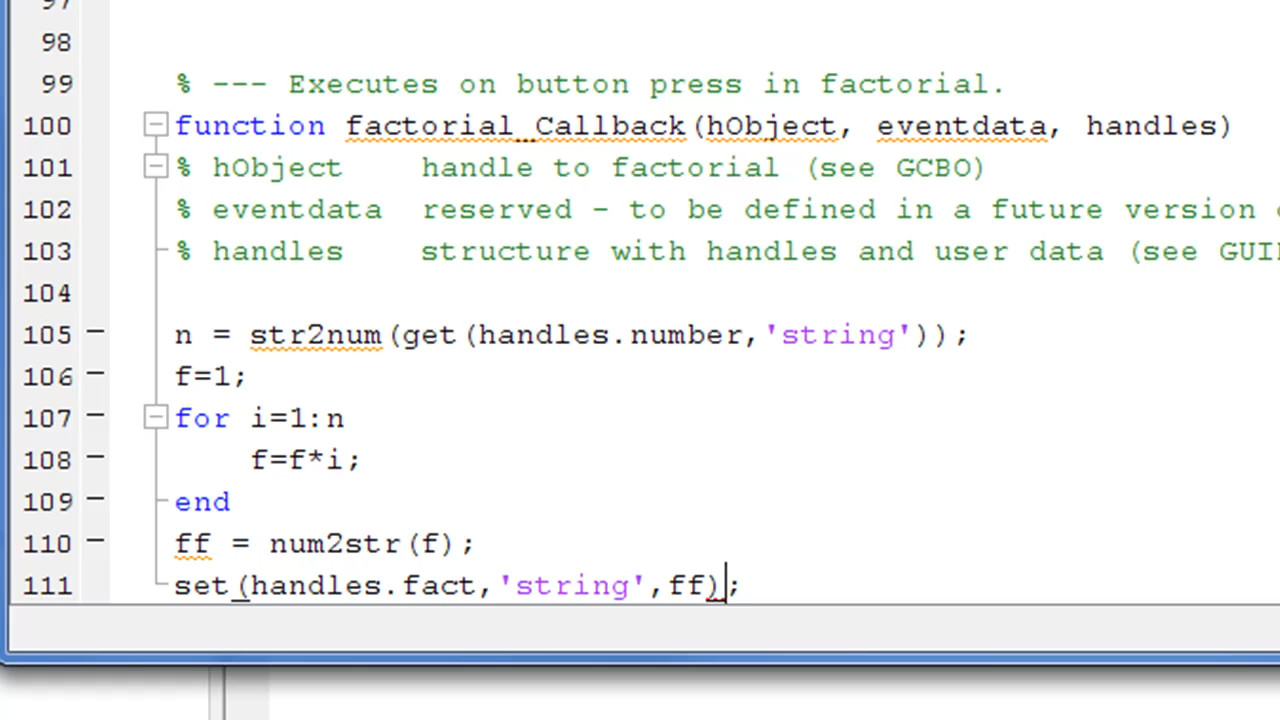 97
98
99 % --- Executes on button press in factorial.
100 function factorial_Callback(hObject, eventdata, handles)
101 % hObject    handle to factorial (see GCBO)
102 % eventdata  reserved - to be defined in a future version
103 % handles    structure with handles and user data (see
104
105 n = str2num(get(handles.number,'string'));
106 f=1;
107 for i=1:n
108     f=f*i;
109 end
110 ff = num2str(f);
111 set(handles.fact,'string',ff);